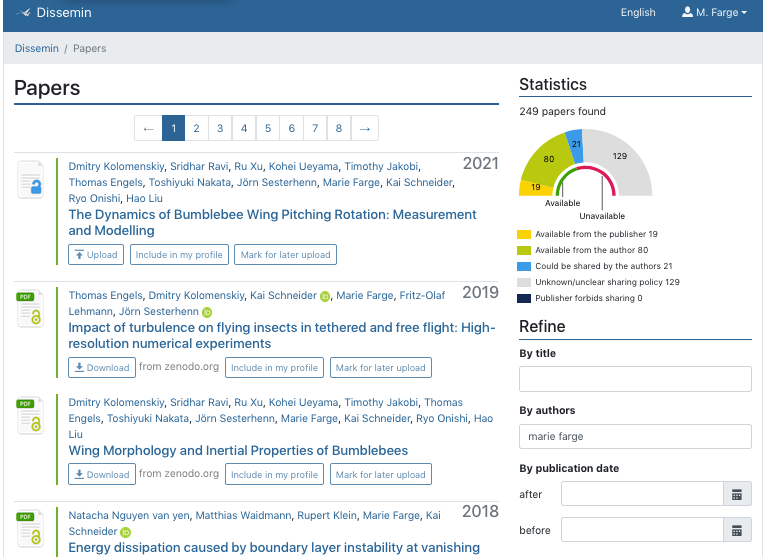 Dissemin
English
M. Farge
Dissemin / Papers
Papers
← 1 2 3 4 5 6 7 8 →
2021
Dmitry Kolomenskiy, Sridhar Ravi, Ru Xu, Kohei Ueyama, Timothy Jakobi,
Thomas Engels, Toshiyuki Nakata, Jörn Sesterhenn, Marie Farge, Kai Schneider,
Ryo Onishi, Hao Liu
The Dynamics of Bumblebee Wing Pitching Rotation: Measurement
and Modelling
Upload
Include in my profile
Mark for later upload
PDF
2019
Thomas Engels, Dmitry Kolomenskiy, Kai Schneider iD, Marie Farge, Fritz-Olaf
Lehmann, Jörn Sesterhenn iD
Impact of turbulence on flying insects in tethered and free flight: High-
resolution numerical experiments
Download from zenodo.org
Include in my profile
Mark for later upload
PDF
Dmitry Kolomenskiy, Sridhar Ravi, Ru Xu, Kohei Ueyama, Timothy Jakobi, Thomas
Engels, Toshiyuki Nakata, Jörn Sesterhenn, Marie Farge, Kai Schneider, Ryo Onishi, Hao
Liu
Wing Morphology and Inertial Properties of Bumblebees
Download from zenodo.org
Include in my profile
Mark for later upload
PDF
2018
Natacha Nguyen van yen, Matthias Waidmann, Rupert Klein, Marie Farge, Kai
Schneider iD
Energy dissipation caused by boundary layer instability at vanishing
Statistics
249 papers found
19
80
21
129
Available
Unavailable
Available from the publisher 19
Available from the author 80
Could be shared by the authors 21
Unknown/unclear sharing policy 129
Publisher forbids sharing 0
Refine
By title
By authors
marie farge
By publication date
after
before